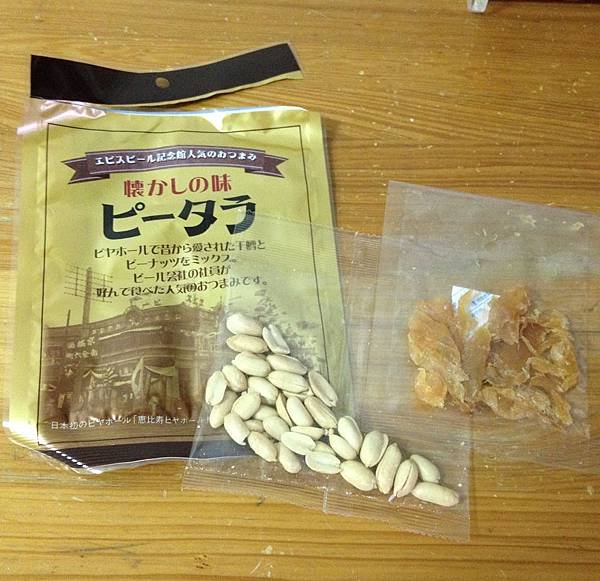 エビスビール記念館人気のおつまみ
懐かしの味
ピータラ
ビヤホールで昔から愛された干鱈と
ピーナッツをミックス。
ビール会社の社員が
好んで食べた人気のおつまみです。
日本初のビヤホール「恵比寿ビヤホール